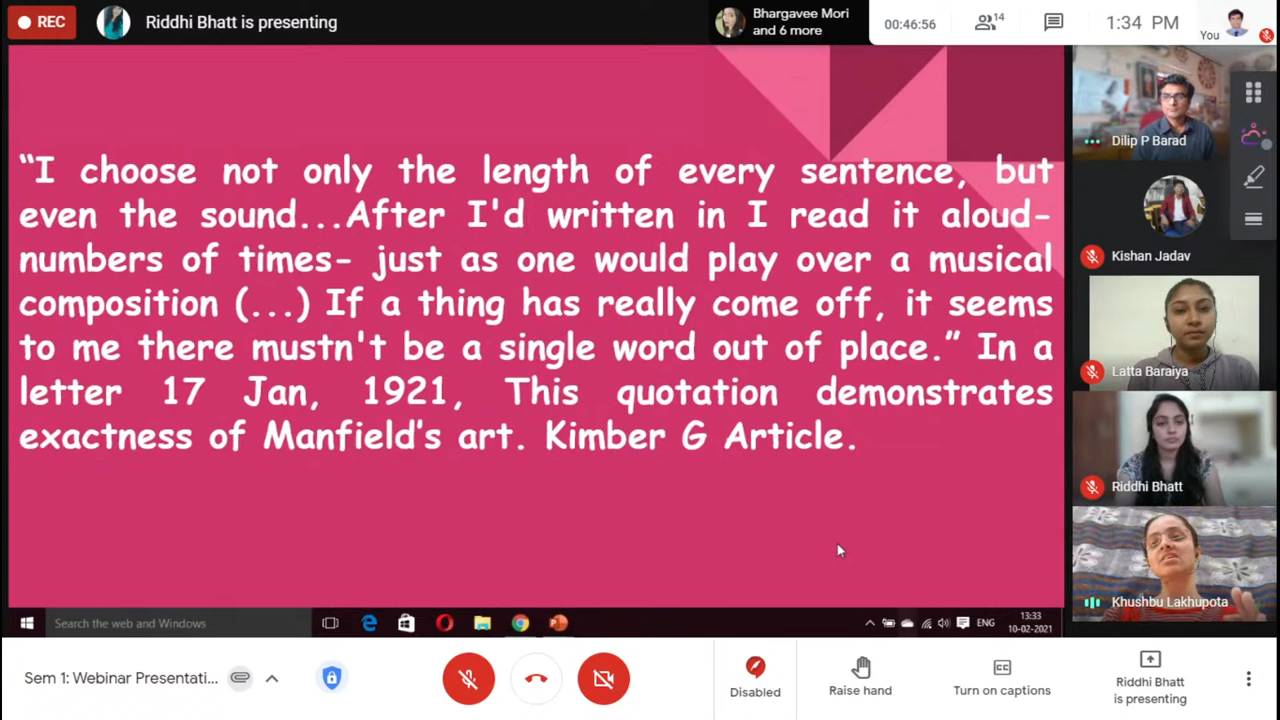 REC
Riddhi Bhatt is presenting
Bhargavee Mori
and 6 more
00:46:56
14
1:34 PM
You
“I choose not only the length of every sentence, but
even the sound...After I'd written in I read it aloud-
numbers of times- just as one would play over a musical
composition (...) If a thing has really come off, it seems
to me there mustn't be a single word out of place.” In a
letter 17 Jan, 1921, This quotation demonstrates
exactness of Manfield’s art. Kimber G Article.
Dilip P Barad
Kishan Jadav
Latta Baraiya
Riddhi Bhatt
Khushbu Lakhupota
Search the web and Windows
ENG
13:33
10-02-2021
Sem 1: Webinar Presentati...
Disabled
Raise hand
CC
Turn on captions
Riddhi Bhatt
is presenting